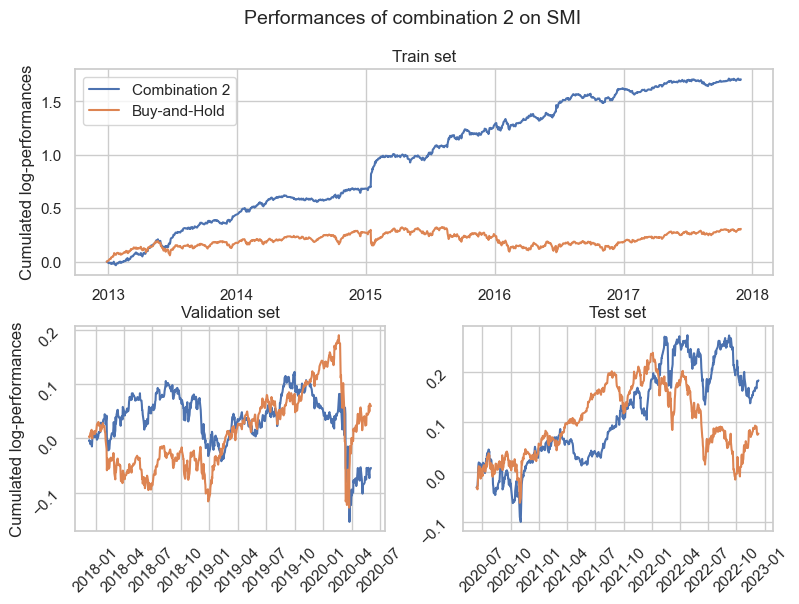 Performances of combination 2 on SMI
Train set
Cumulated log-performances
1.5
1.0
0.5
0.0
Combination 2
Buy-and-Hold
2013 2014 2015 2016 2017 2018
Validation set
Cumulated log-performances
0.2
0.1
0.0
−0.1
2018-01 2018-04 2018-07 2018-10 2019-01 2019-04 2019-07 2019-10 2020-01 2020-04 2020-07
Test set
0.2
0.1
0.0
−0.1
2020-07 2020-10 2021-01 2021-04 2021-07 2021-10 2022-01 2022-04 2022-07 2022-10 2023-01